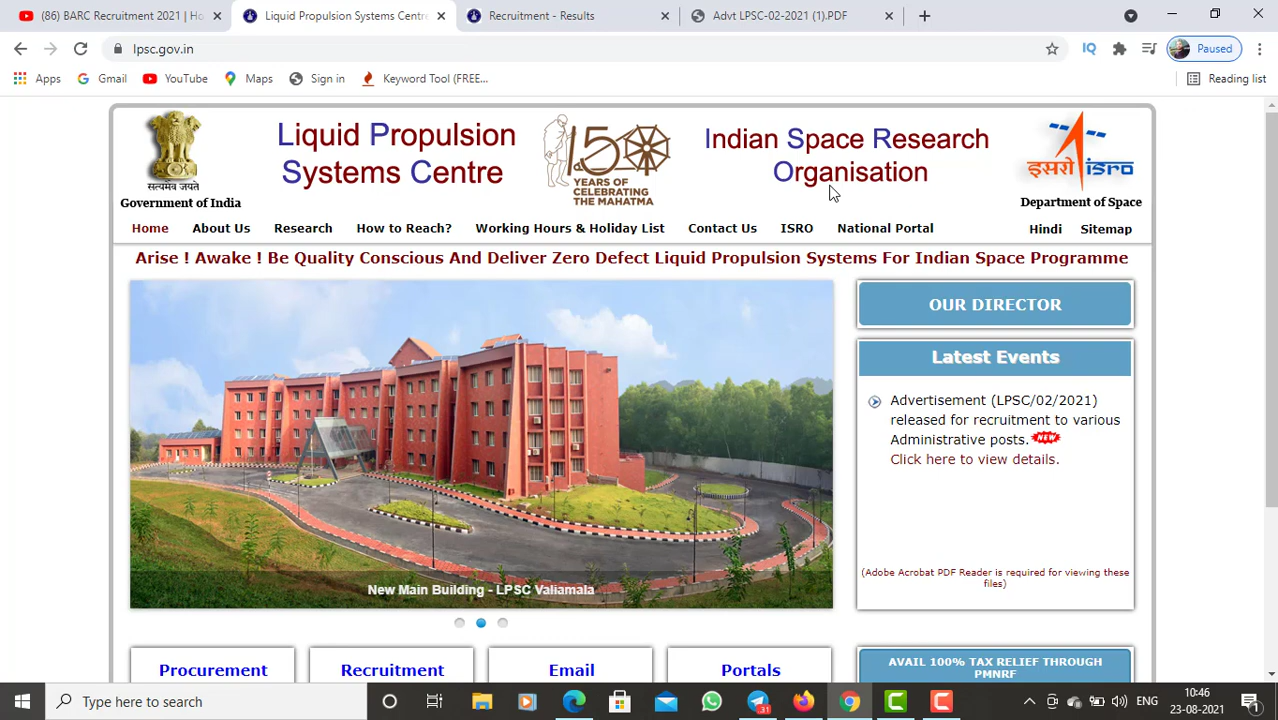 (86) BARC Recruitment 2021 | Ho
Liquid Propulsion Systems Centre
Recruitment - Results
Advt LPSC-02-2021 (1).PDF
lpsc.gov.in
Paused
Apps
Gmail
YouTube
Maps
Sign in
Keyword Tool (FREE...
Reading list
सत्यमेव जयते
Government of India
Liquid Propulsion
Systems Centre
150
YEARS OF
CELEBRATING
THE MAHATMA
Indian Space Research
Organisation
इसरो isro
Department of Space
Home
About Us
Research
How to Reach?
Working Hours & Holiday List
Contact Us
ISRO
National Portal
Hindi
Sitemap
Arise ! Awake ! Be Quality Conscious And Deliver Zero Defect Liquid Propulsion Systems For Indian Space Programme
New Main Building - LPSC Valiamala
OUR DIRECTOR
Latest Events
Advertisement (LPSC/02/2021)
released for recruitment to various
Administrative posts. NEW
Click here to view details.
(Adobe Acrobat PDF Reader is required for viewing these
files)
Procurement
Recruitment
Email
Portals
AVAIL 100% TAX RELIEF THROUGH
PMNRF
Type here to search
31
ENG
10:46
23-08-2021
1